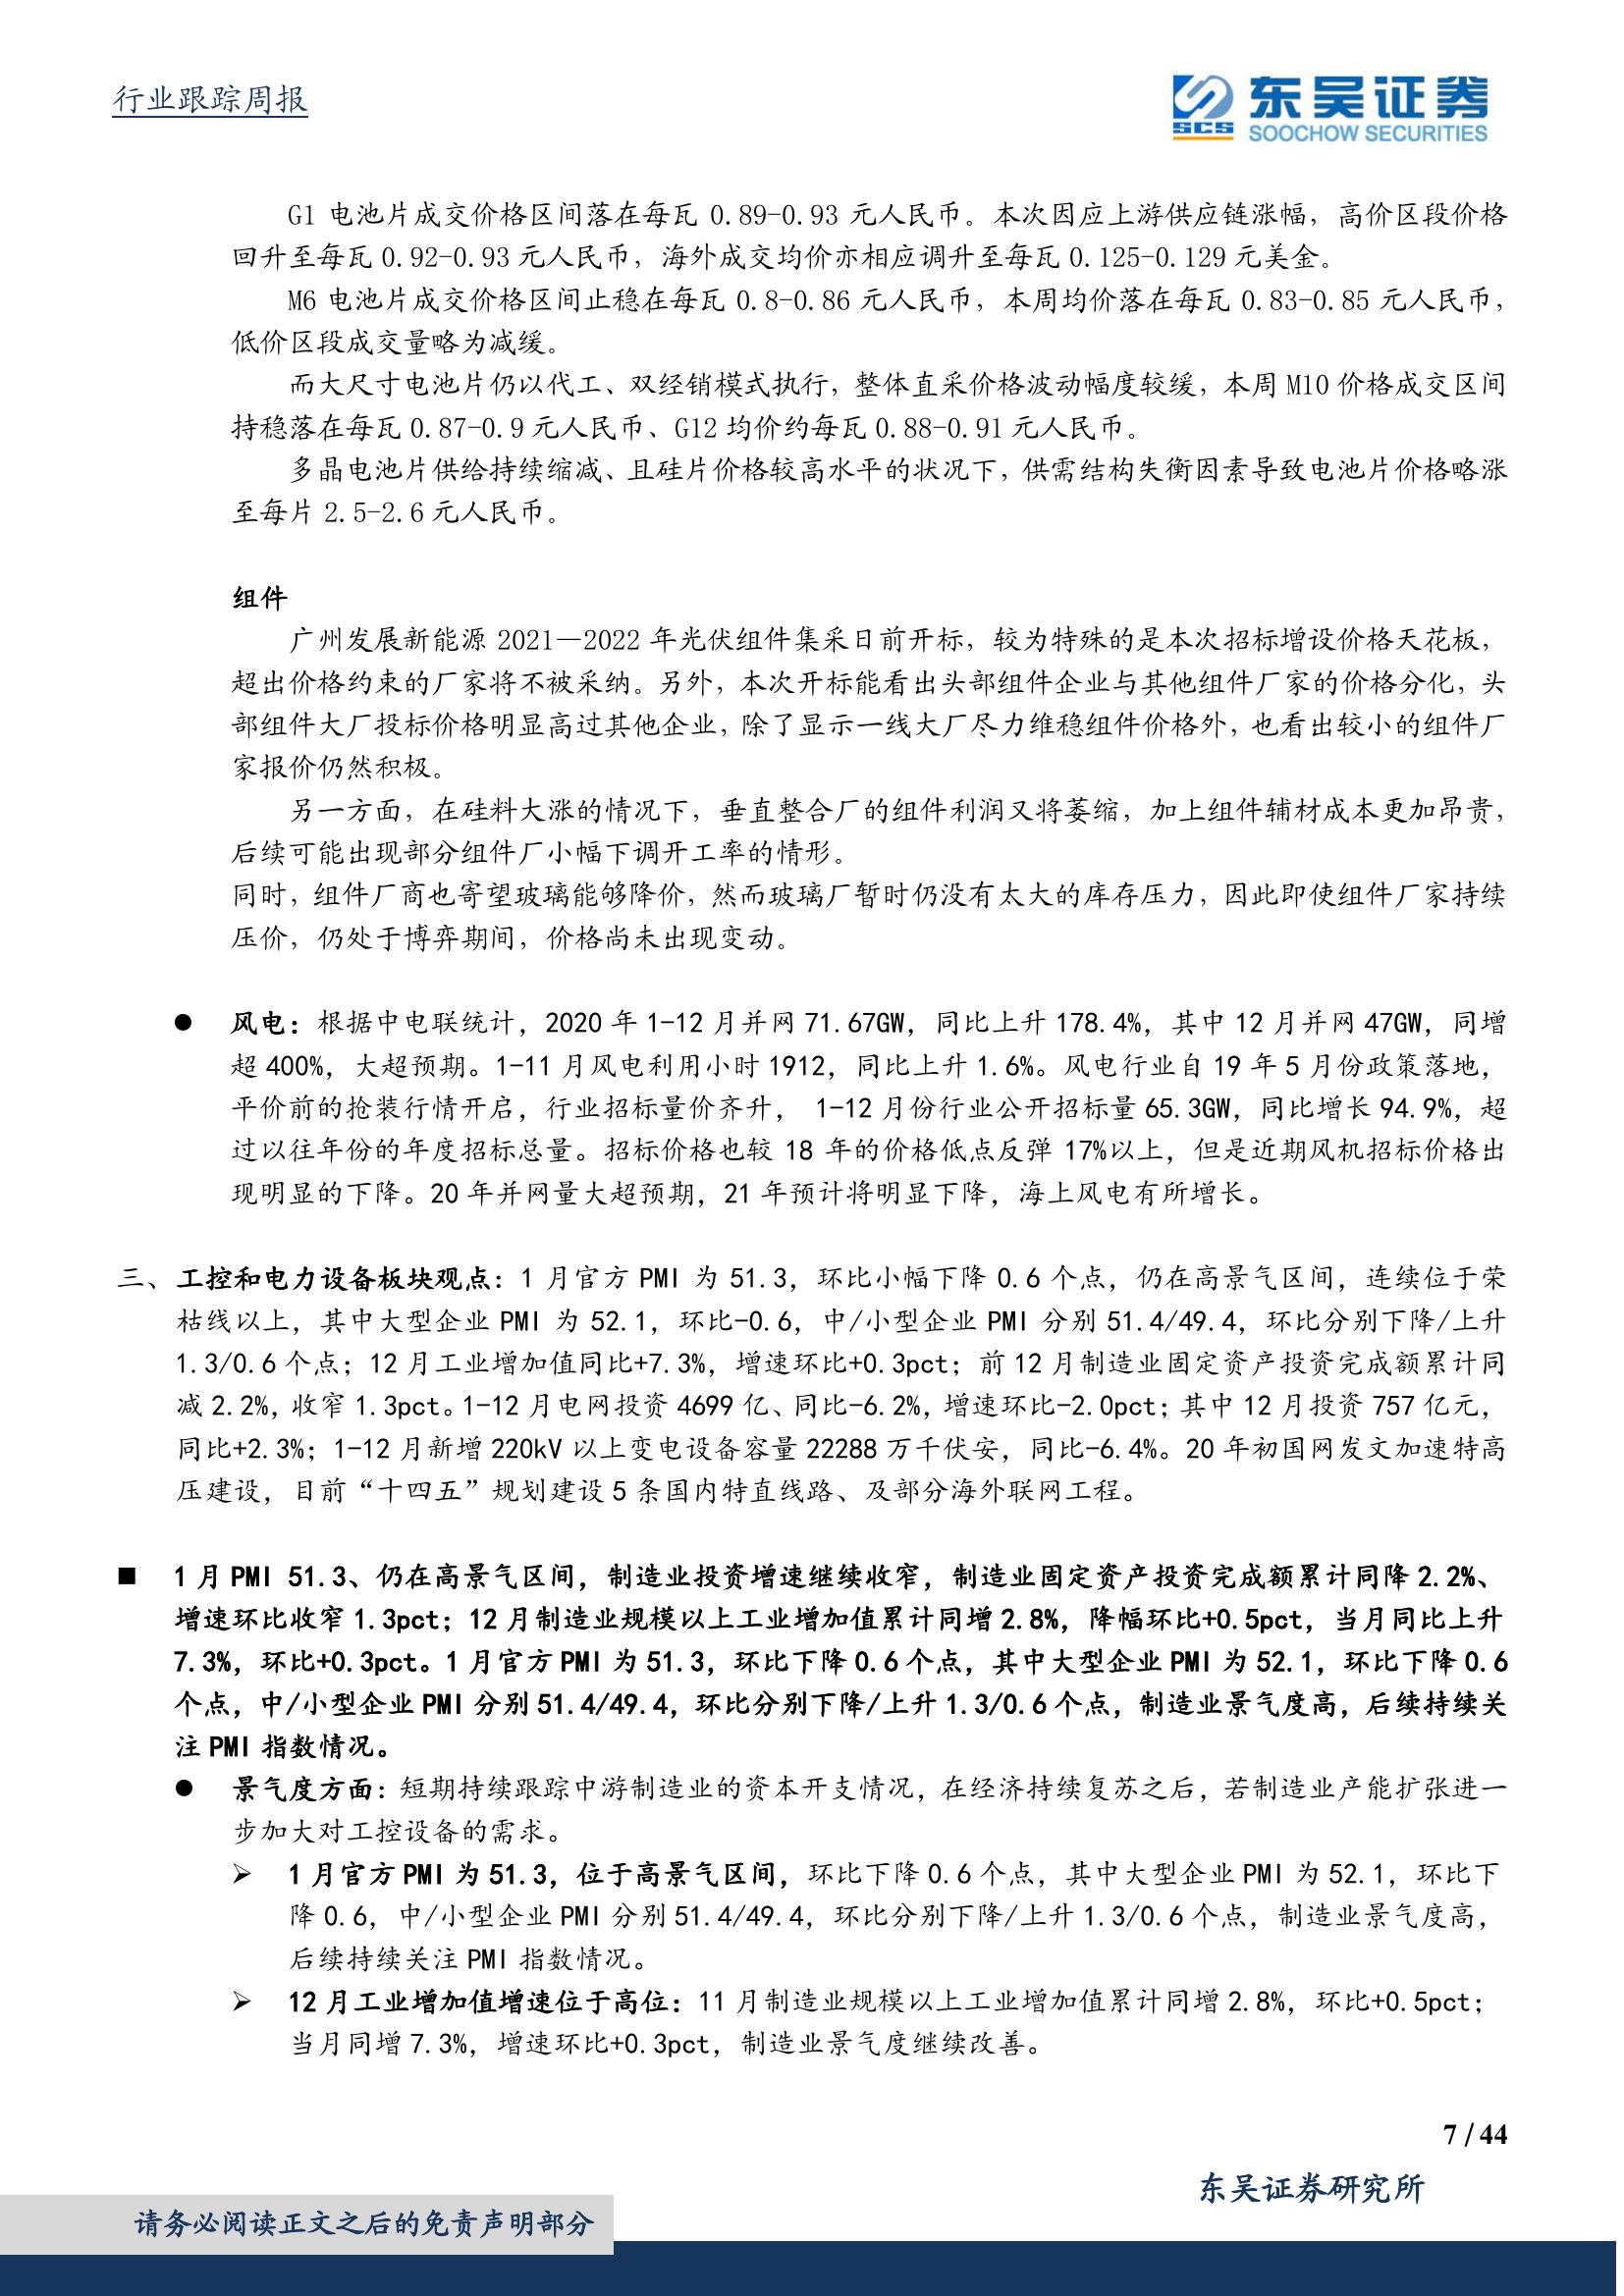 行业跟踪周报
SCS
东吴证券
SOOCHOW SECURITIES
G1 电池片成交价格区间落在每瓦 0.89-0.93 元人民币。本次因应上游供应链涨幅，高价区段价格
回升至每瓦 0.92-0.93 元人民币，海外成交均价亦相应调升至每瓦 0.125-0.129 元美金。
M6 电池片成交价格区间止稳在每瓦 0.8-0.86 元人民币，本周均价落在每瓦 0.83-0.85 元人民币，
低价区段成交量略为减缓。
而大尺寸电池片仍以代工、双经销模式执行，整体直采价格波动幅度较缓，本周 M10 价格成交区间
持稳落在每瓦 0.87-0.9 元人民币、G12 均价约每瓦 0.88-0.91 元人民币。
多晶电池片供给持续缩减、且硅片价格较高水平的状况下，供需结构失衡因素导致电池片价格略涨
至每片 2.5-2.6 元人民币。
组件
广州发展新能源 2021—2022 年光伏组件集采日前开标，较为特殊的是本次招标增设价格天花板，
超出价格约束的厂家将不被采纳。另外，本次开标能看出头部组件企业与其他组件厂家的价格分化，头
部组件大厂投标价格明显高过其他企业，除了显示一线大厂尽力维稳组件价格外，也看出较小的组件厂
家报价仍然积极。
另一方面，在硅料大涨的情况下，垂直整合厂的组件利润又将萎缩，加上组件辅材成本更加昂贵，
后续可能出现部分组件厂小幅下调开工率的情形。
同时，组件厂商也寄望玻璃能够降价，然而玻璃厂暂时仍没有太大的库存压力，因此即使组件厂家持续
压价，仍处于博弈期间，价格尚未出现变动。
● 风电：根据中电联统计，2020 年 1-12 月并网 71.67GW，同比上升 178.4%，其中 12 月并网 47GW，同增
超 400%，大超预期。1-11 月风电利用小时 1912，同比上升 1.6%。风电行业自 19 年 5 月份政策落地，
平价前的抢装行情开启，行业招标量价齐升， 1-12 月份行业公开招标量 65.3GW，同比增长 94.9%，超
过以往年份的年度招标总量。招标价格也较 18 年的价格低点反弹 17%以上，但是近期风机招标价格出
现明显的下降。20 年并网量大超预期，21 年预计将明显下降，海上风电有所增长。
三、工控和电力设备板块观点：1 月官方 PMI 为 51.3，环比小幅下降 0.6 个点，仍在高景气区间，连续位于荣
枯线以上，其中大型企业 PMI 为 52.1，环比-0.6，中/小型企业 PMI 分别 51.4/49.4，环比分别下降/上升
1.3/0.6 个点；12 月工业增加值同比+7.3%，增速环比+0.3pct；前 12 月制造业固定资产投资完成额累计同
减 2.2%，收窄 1.3pct。1-12 月电网投资 4699 亿、同比-6.2%，增速环比-2.0pct；其中 12 月投资 757 亿元，
同比+2.3%；1-12 月新增 220kV 以上变电设备容量 22288 万千伏安，同比-6.4%。20 年初国网发文加速特高
压建设，目前“十四五”规划建设 5 条国内特直线路、及部分海外联网工程。
■ 1 月 PMI 51.3、仍在高景气区间，制造业投资增速继续收窄，制造业固定资产投资完成额累计同降 2.2%、
增速环比收窄 1.3pct；12 月制造业规模以上工业增加值累计同增 2.8%，降幅环比+0.5pct，当月同比上升
7.3%，环比+0.3pct。1 月官方 PMI 为 51.3，环比下降 0.6 个点，其中大型企业 PMI 为 52.1，环比下降 0.6
个点，中/小型企业 PMI 分别 51.4/49.4，环比分别下降/上升 1.3/0.6 个点，制造业景气度高，后续持续关
注 PMI 指数情况。
● 景气度方面：短期持续跟踪中游制造业的资本开支情况，在经济持续复苏之后，若制造业产能扩张进一
步加大对工控设备的需求。
➢ 1 月官方 PMI 为 51.3，位于高景气区间，环比下降 0.6 个点，其中大型企业 PMI 为 52.1，环比下
降 0.6，中/小型企业 PMI 分别 51.4/49.4，环比分别下降/上升 1.3/0.6 个点，制造业景气度高，
后续持续关注 PMI 指数情况。
➢ 12 月工业增加值增速位于高位：11 月制造业规模以上工业增加值累计同增 2.8%，环比+0.5pct；
当月同增 7.3%，增速环比+0.3pct，制造业景气度继续改善。
7 / 44
东吴证券研究所
请务必阅读正文之后的免责声明部分